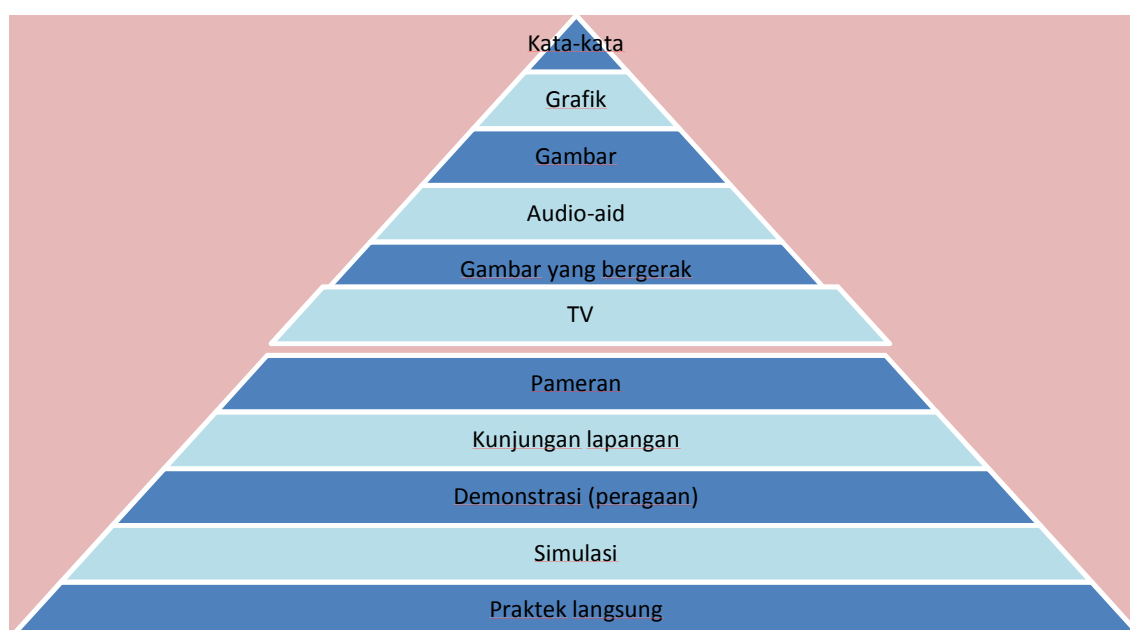 Kata-kata
Grafik
Gambar
Audio-aid
Gambar yang bergerak
TV
Pameran
Kunjungan lapangan
Demonstrasi (peragaan)
Simulasi
Praktek langsung